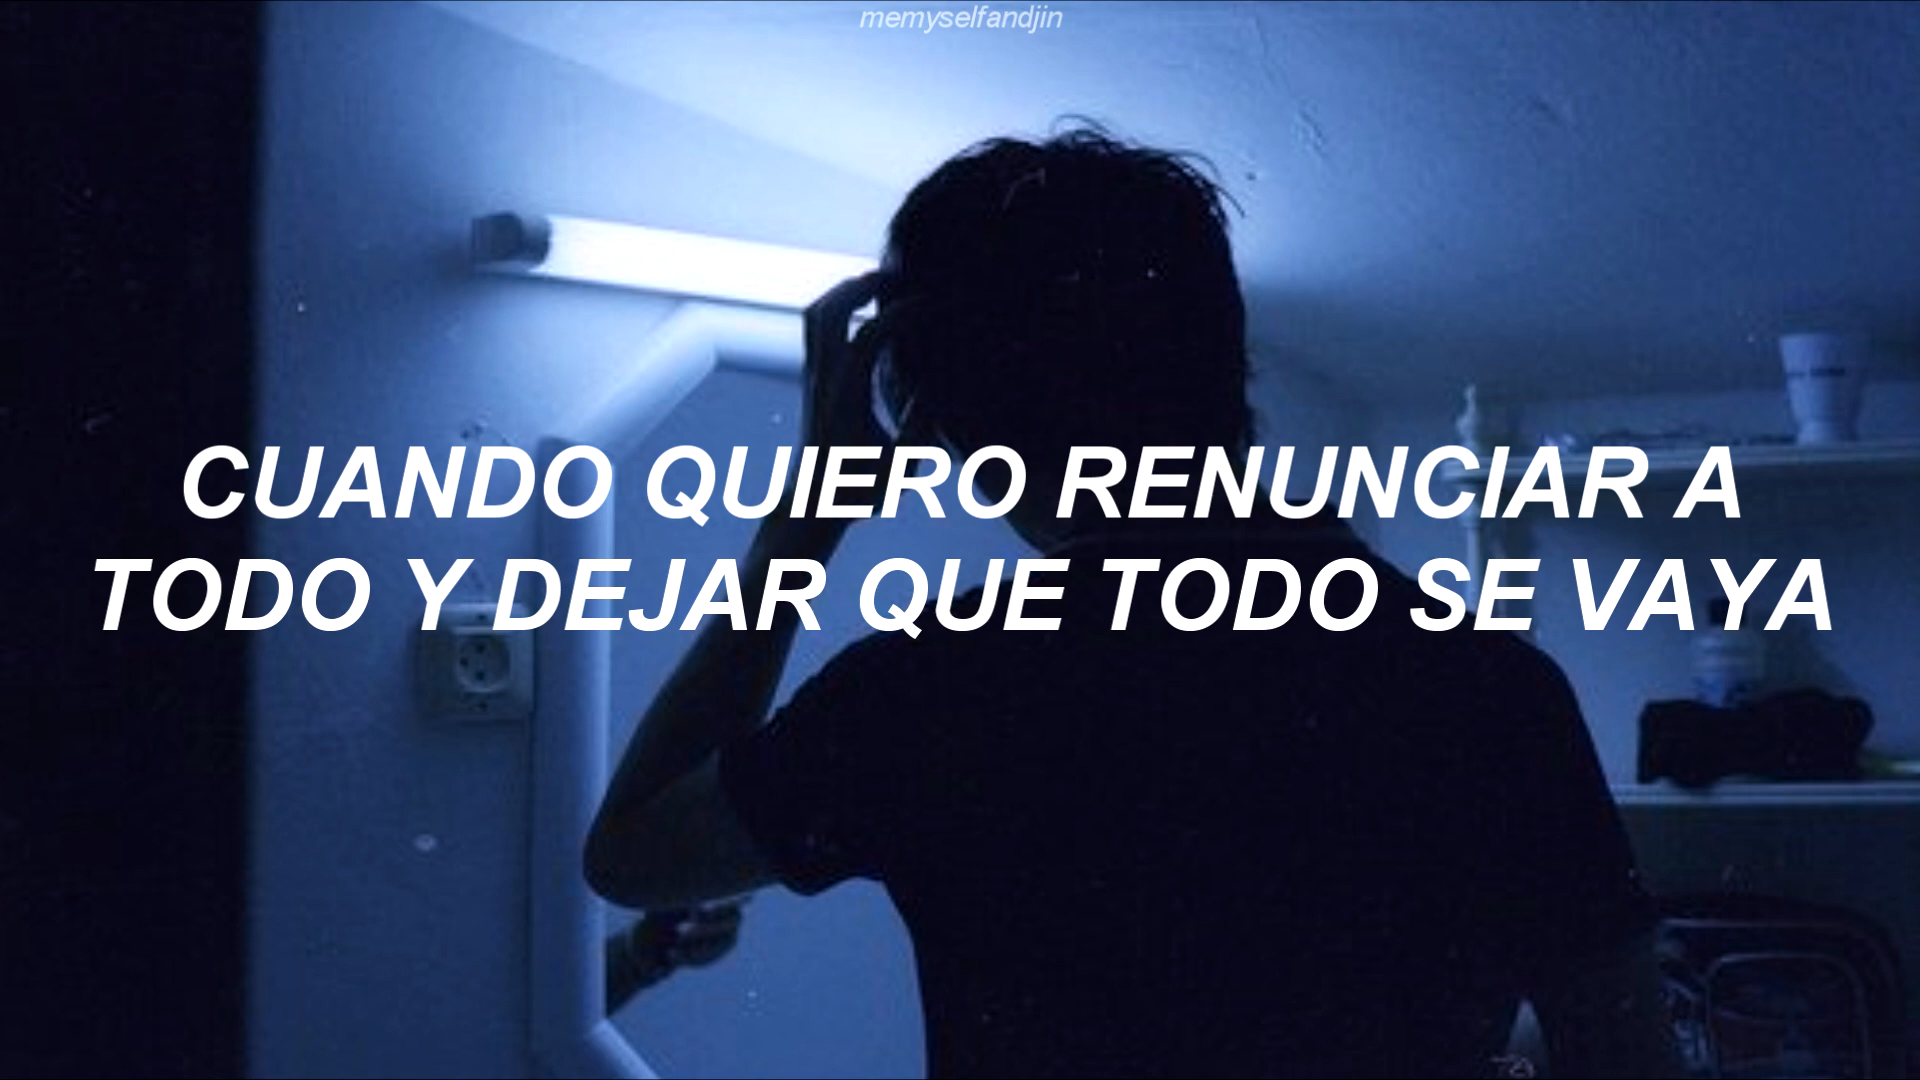 memyselfandjin
CUANDO QUIERO RENUNCIAR A
TODO Y DEJAR QUE TODO SE VAYA